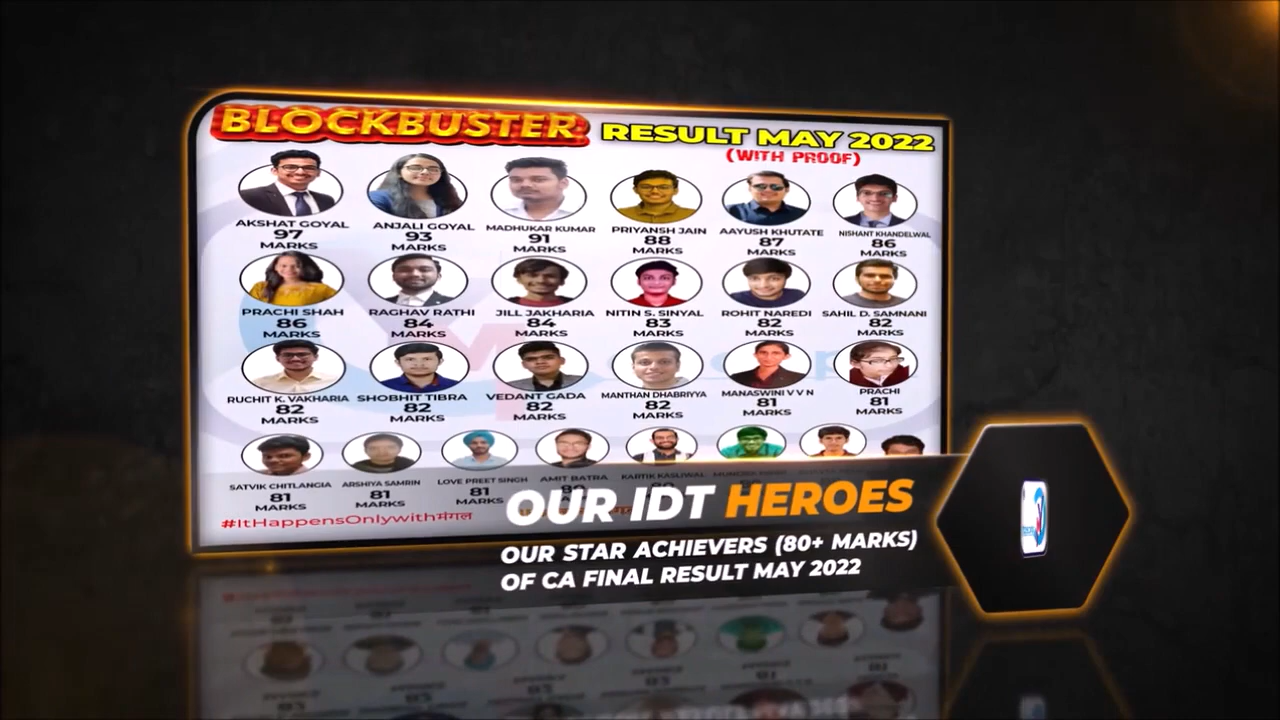 BLOCKBUSTER RESULT MAY 2022
(WITH PROOF)
AKSHAT GOYAL ANJALI GOYAL MADHUKAR KUMAR PRIYANSH JAIN AAYUSH KHUTATE NISHANT KHANDELWAL
97 93 91 88 87 86
MARKS MARKS MARKS MARKS MARKS MARKS
PRACHI SHAH RAGHAV RATHI JILL JAKHARIA NITIN S. SINYAL ROHIT NAREDI SAHIL D. SAMNANI
86 84 84 83 82 82
MARKS MARKS MARKS MARKS MARKS MARKS
RUCHIT K. VAKHARIA SHOBHIT TIBRA VEDANT GADA MANTHAN DHABRIYYA MANASWINI V V N PRACHI
82 82 82 82 81 81
MARKS MARKS MARKS MARKS MARKS MARKS
SATVIK CHITLANGIA ARSHIYA SAMRIN LOVE PREET SINGH AMIT BATRA KARTIK KASLIWAL
81 81 81 80 80
MARKS MARKS MARKS
#ItHappensOnlywithमंगल
OUR IDT HEROES
OUR STAR ACHIEVERS (80+ MARKS)
OF CA FINAL RESULT MAY 2022